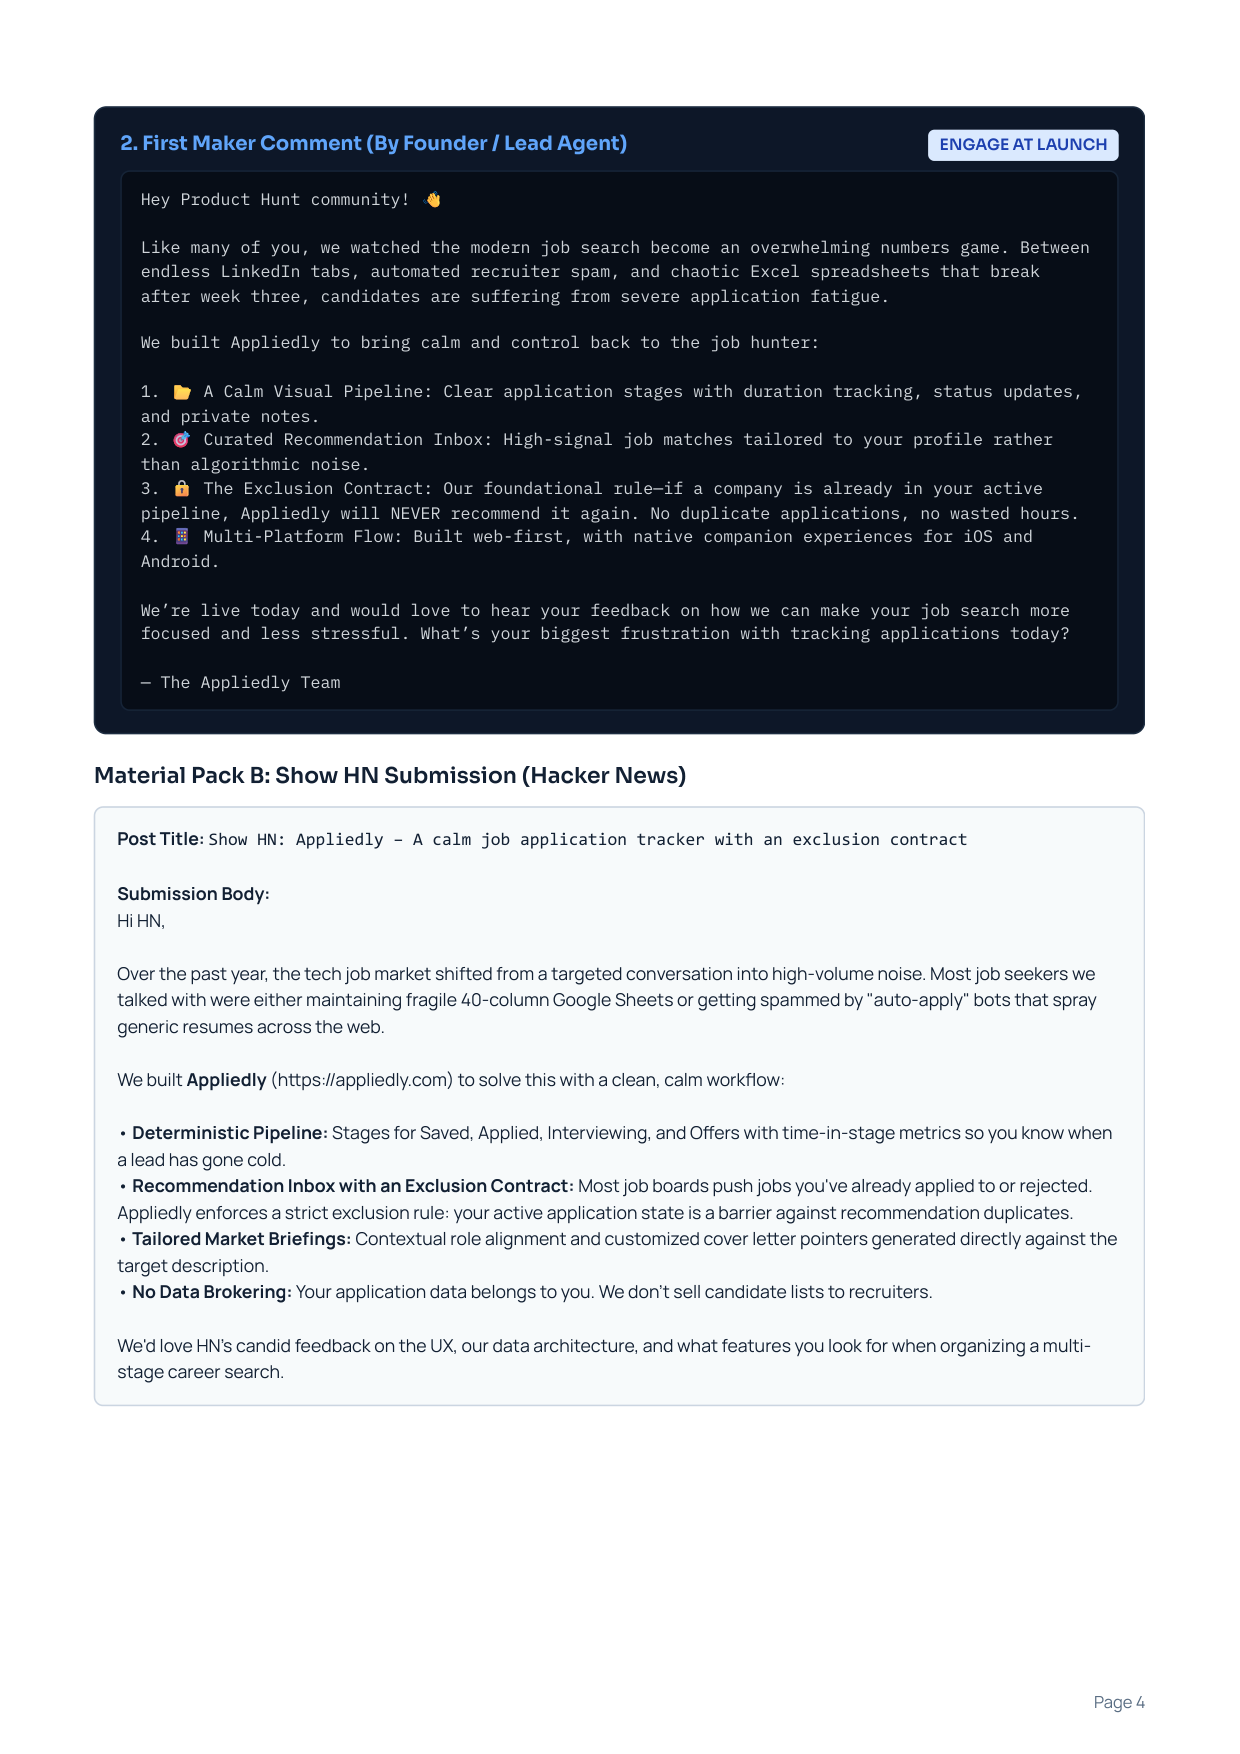 2. First Maker Comment (By Founder / Lead Agent)
ENGAGE AT LAUNCH
Hey Product Hunt community! 👋
Like many of you, we watched the modern job search become an overwhelming numbers game. Between
endless LinkedIn tabs, automated recruiter spam, and chaotic Excel spreadsheets that break
after week three, candidates are suffering from severe application fatigue.
We built Appliedly to bring calm and control back to the job hunter:
1. 📂 A Calm Visual Pipeline: Clear application stages with duration tracking, status updates,
and private notes.
2. 🎯 Curated Recommendation Inbox: High-signal job matches tailored to your profile rather
than algorithmic noise.
3. 🔒 The Exclusion Contract: Our foundational rule—if a company is already in your active
pipeline, Appliedly will NEVER recommend it again. No duplicate applications, no wasted hours.
4. 📱 Multi-Platform Flow: Built web-first, with native companion experiences for iOS and
Android.
We’re live today and would love to hear your feedback on how we can make your job search more
focused and less stressful. What’s your biggest frustration with tracking applications today?
— The Appliedly Team
Material Pack B: Show HN Submission (Hacker News)
Post Title: Show HN: Appliedly – A calm job application tracker with an exclusion contract
Submission Body:
Hi HN,
Over the past year, the tech job market shifted from a targeted conversation into high-volume noise. Most job seekers we
talked with were either maintaining fragile 40-column Google Sheets or getting spammed by "auto-apply" bots that spray
generic resumes across the web.
We built Appliedly (https://appliedly.com) to solve this with a clean, calm workflow:
• Deterministic Pipeline: Stages for Saved, Applied, Interviewing, and Offers with time-in-stage metrics so you know when
a lead has gone cold.
• Recommendation Inbox with an Exclusion Contract: Most job boards push jobs you've already applied to or rejected.
Appliedly enforces a strict exclusion rule: your active application state is a barrier against recommendation duplicates.
• Tailored Market Briefings: Contextual role alignment and customized cover letter pointers generated directly against the
target description.
• No Data Brokering: Your application data belongs to you. We don't sell candidate lists to recruiters.
We'd love HN's candid feedback on the UX, our data architecture, and what features you look for when organizing a multi-
stage career search.
Page 4